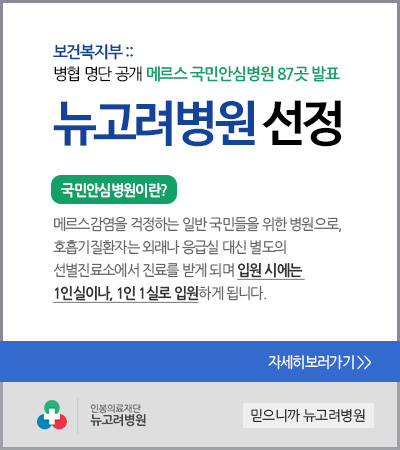 보건복지부 ::
병협 명단 공개 메르스 국민안심병원 87곳 발표
뉴고려병원 선정
국민안심병원이란?
메르스감염을 걱정하는 일반 국민들을 위한 병원으로,
호흡기질환자는 외래나 응급실 대신 별도의
선별진료소에서 진료를 받게 되며 입원 시에는
1인실이나, 1인 1실로 입원하게 됩니다.
자세히보러가기 >>
인봉의료재단
뉴고려병원
믿으니까 뉴고려병원